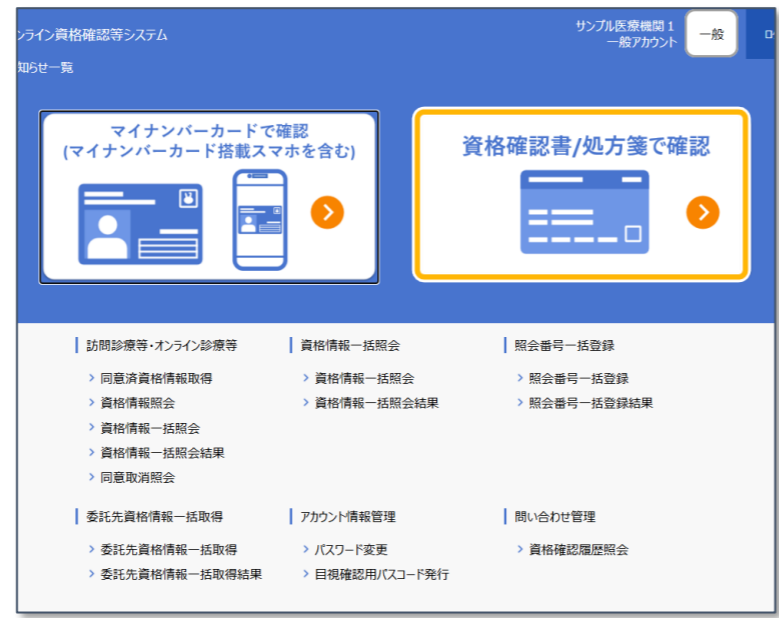 ンライン資格確認等システム
サンプル医療機関1
一般アカウント
一般
ロ
知らせ一覧
マイナンバーカードで確認
(マイナンバーカード搭載スマホを含む)
資格確認書/処方箋で確認
訪問診療等・オンライン診療等
同意済資格情報取得
資格情報照会
資格情報一括照会
資格情報一括照会結果
同意取消照会
資格情報一括照会
資格情報一括照会
資格情報一括照会結果
照会番号一括登録
照会番号一括登録
照会番号一括登録結果
委託先資格情報一括取得
委託先資格情報一括取得
委託先資格情報一括取得結果
アカウント情報管理
パスワード変更
目視確認用パスコード発行
問い合わせ管理
資格確認履歴照会